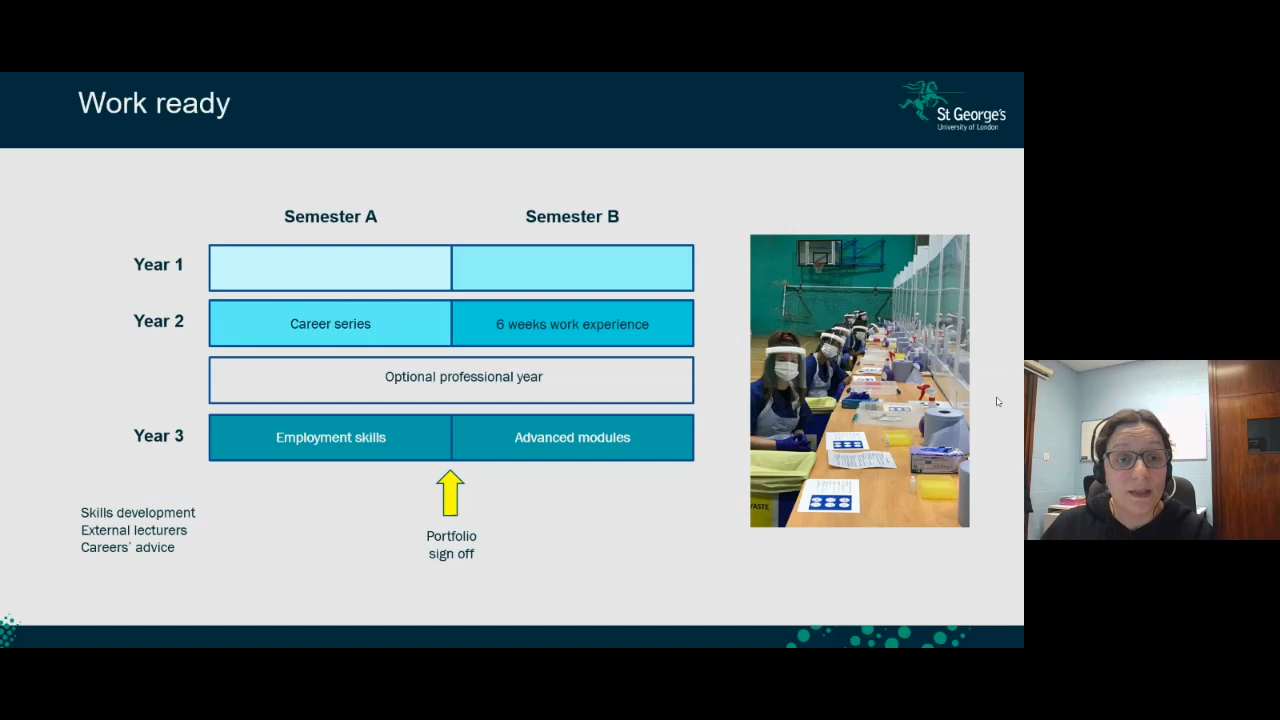 Work ready
St George's
University of London
Semester A
Semester B
Year 1
Year 2
Career series
6 weeks work experience
Optional professional year
Year 3
Employment skills
Advanced modules
Skills development
External lecturers
Careers' advice
Portfolio
sign off
WASTE